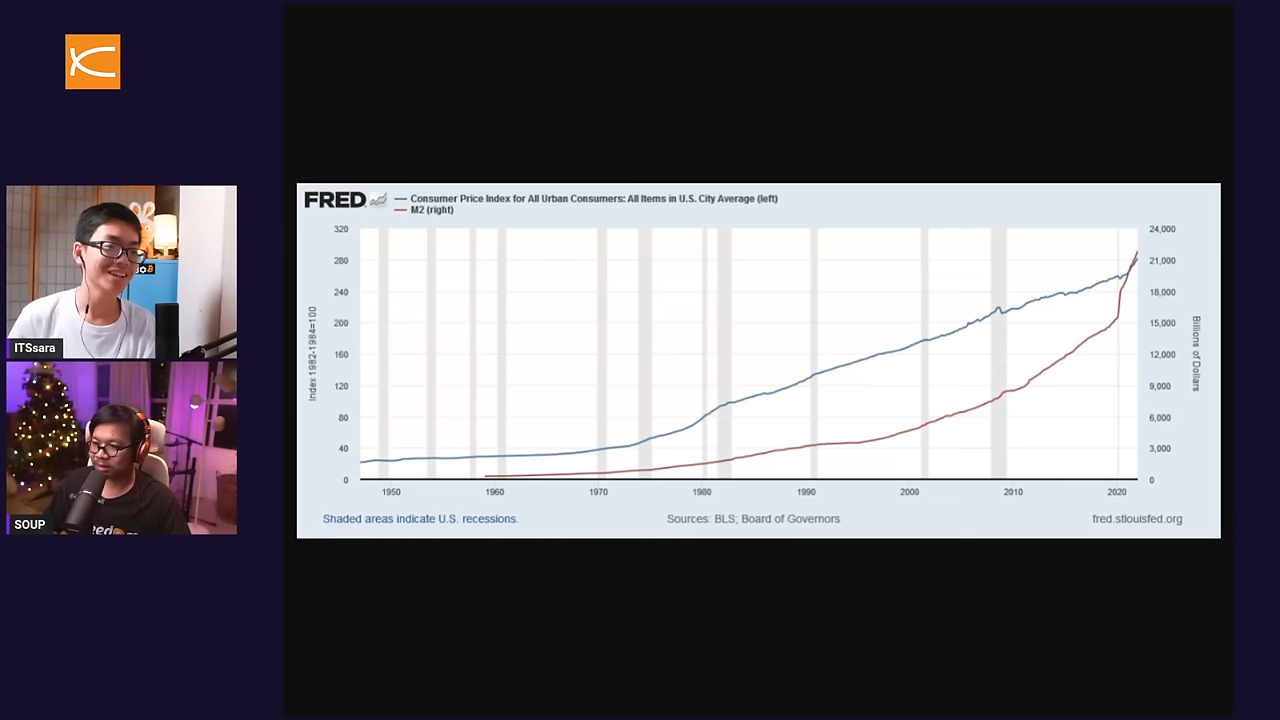 ITSsara
SOUP
FRED
Consumer Price Index for All Urban Consumers: All Items in U.S. City Average (left)
M2 (right)
320
280
240
200
160
120
80
40
0
Index 1982-1984=100
24,000
21,000
18,000
15,000
12,000
9,000
6,000
3,000
0
Billions of Dollars
1950
1960
1970
1980
1990
2000
2010
2020
Shaded areas indicate U.S. recessions.
Sources: BLS; Board of Governors
fred.stlouisfed.org